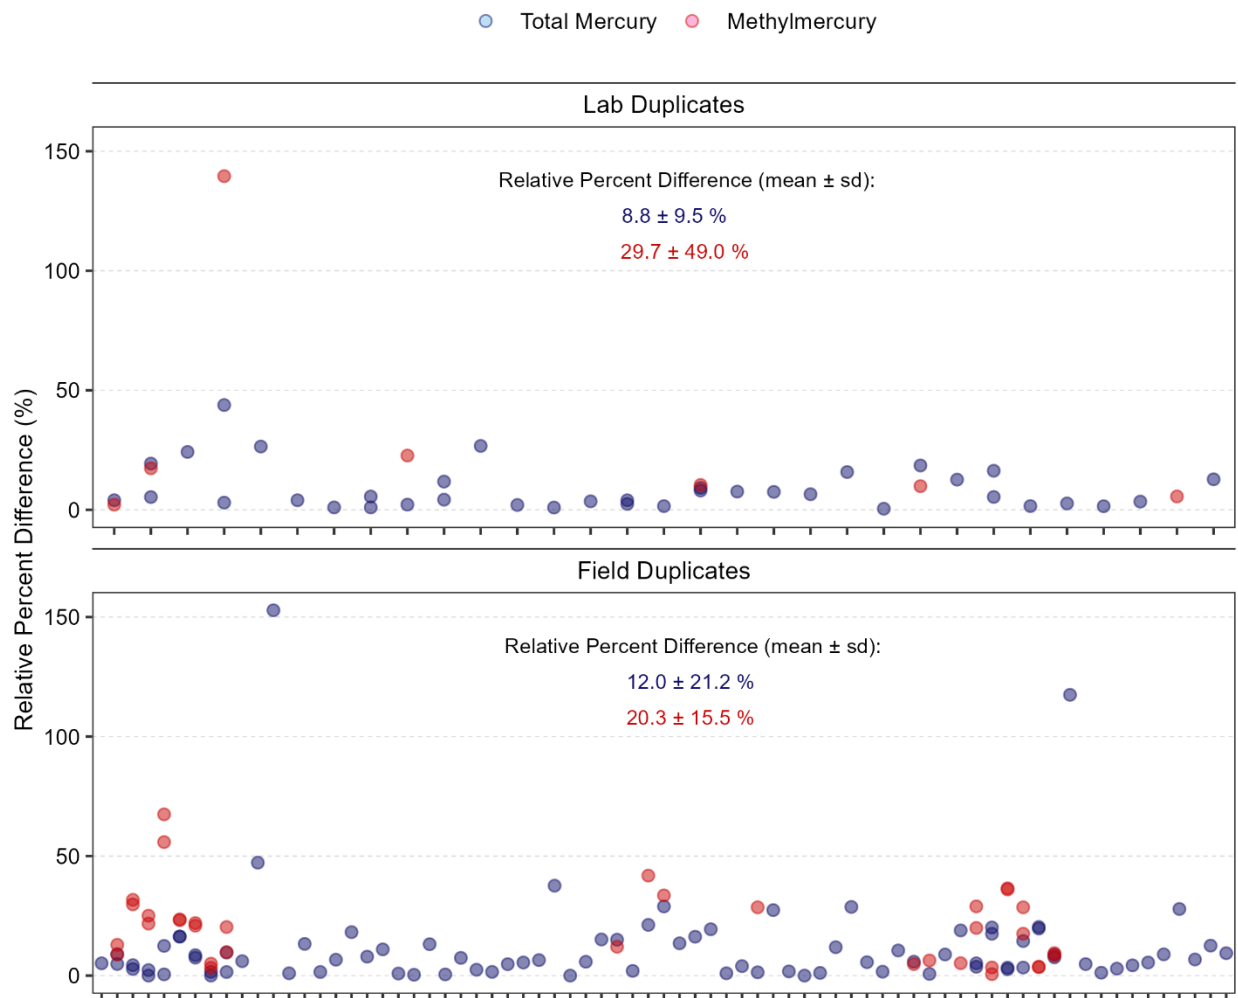 Total Mercury Methylmercury
Lab Duplicates
150
Relative Percent Difference (mean ± sd):
8.8 ± 9.5 %
29.7 ± 49.0 %
100
50
0
Relative Percent Difference (%)
Field Duplicates
150
Relative Percent Difference (mean ± sd):
12.0 ± 21.2 %
20.3 ± 15.5 %
100
50
0